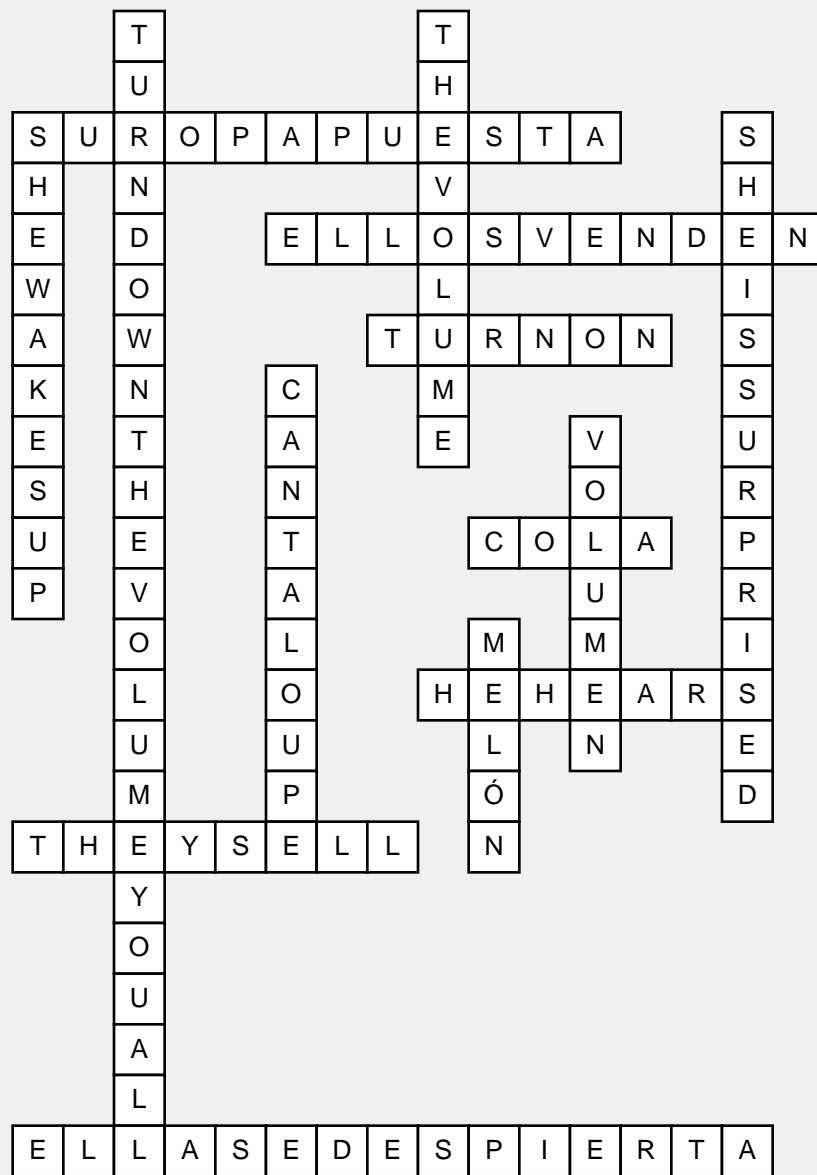 TURNDOWNTHEVOLUMEYOUALL
THEVOLUME
SUROPAPUESTA
SHEWAKESUP
SHEISSURPRISED
ELLOSVENDEN
TURNON
CANTALOUPE
VOLUMEN
COLA
MELÓN
HEHEARS
THEYSELL
ELLASEDESPIERTA